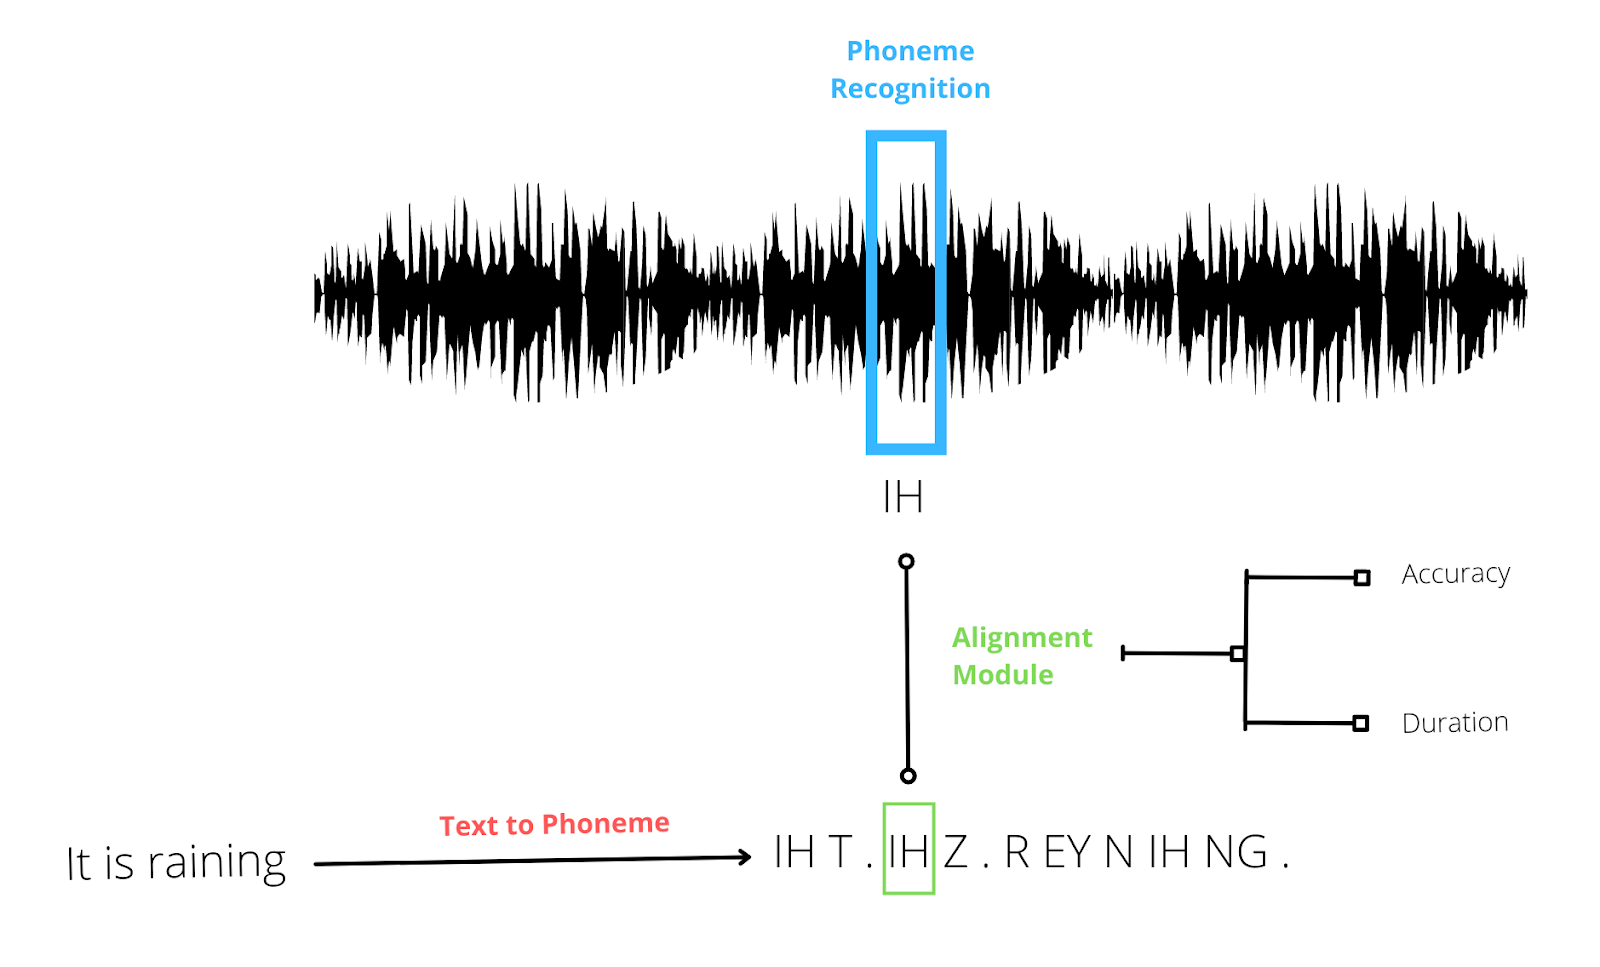 Phoneme
Recognition
IH
Accuracy
Alignment
Module
Duration
Text to Phoneme
It is raining
IH T . IH Z . R EY N IH NG .